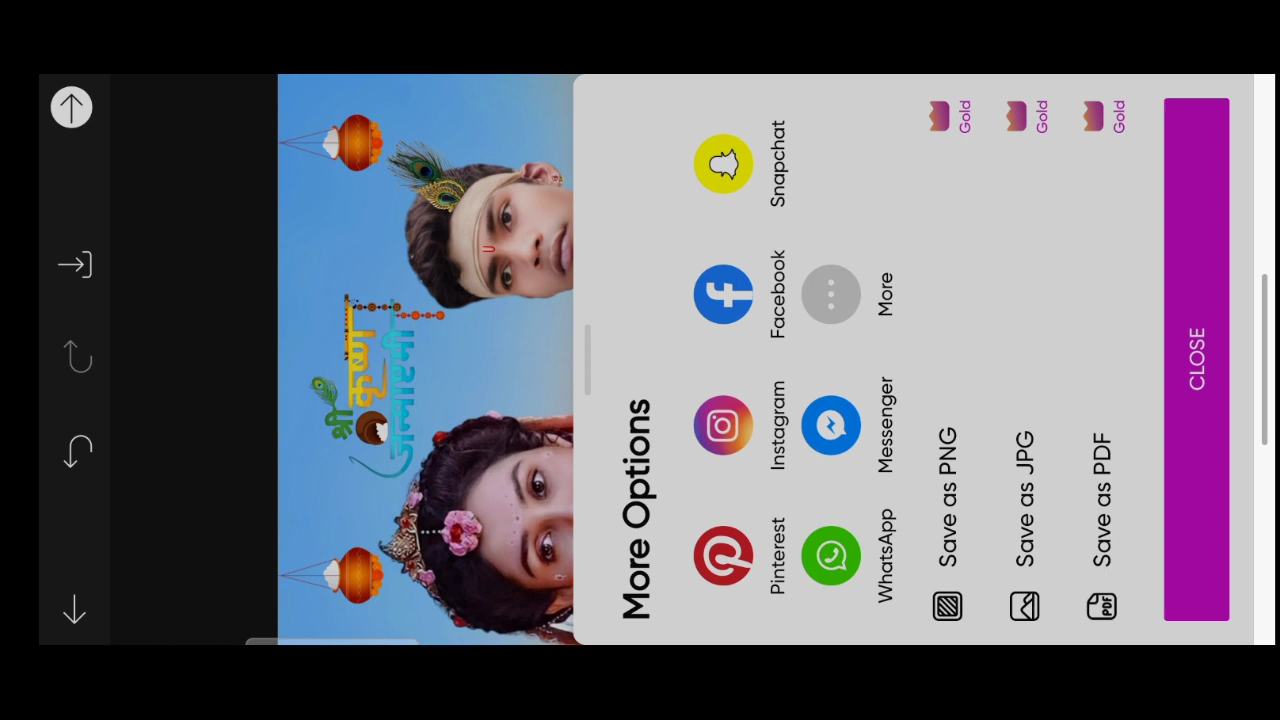 श्री कृष्ण
जन्माष्टमी
More Options
Pinterest
Instagram
Facebook
Snapchat
WhatsApp
Messenger
More
Save as PNG
Gold
Save as JPG
Gold
PDF
Save as PDF
Gold
CLOSE